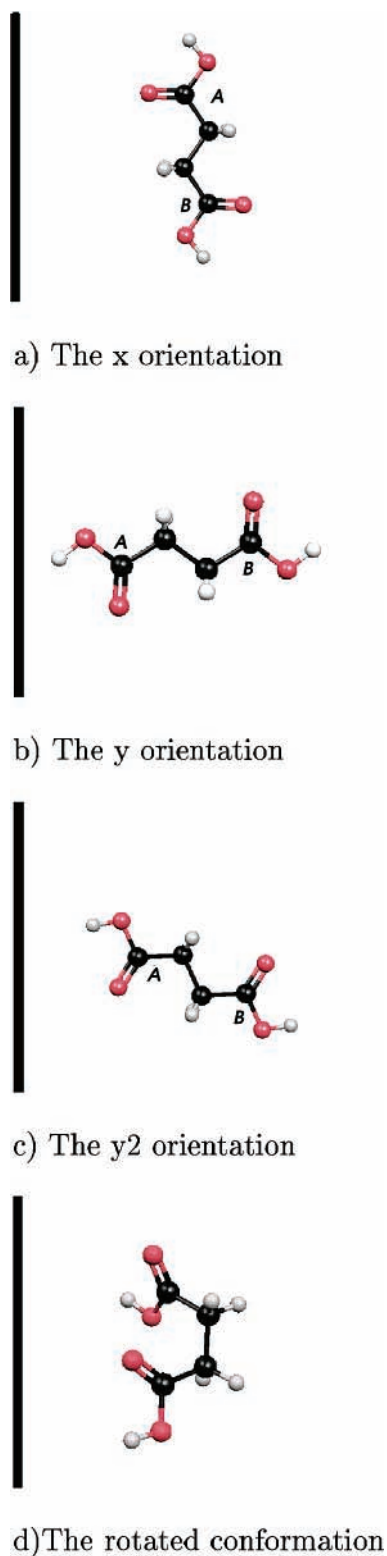 A
B
a) The x orientation
A
B
b) The y orientation
A
B
c) The y2 orientation
d)The rotated conformation